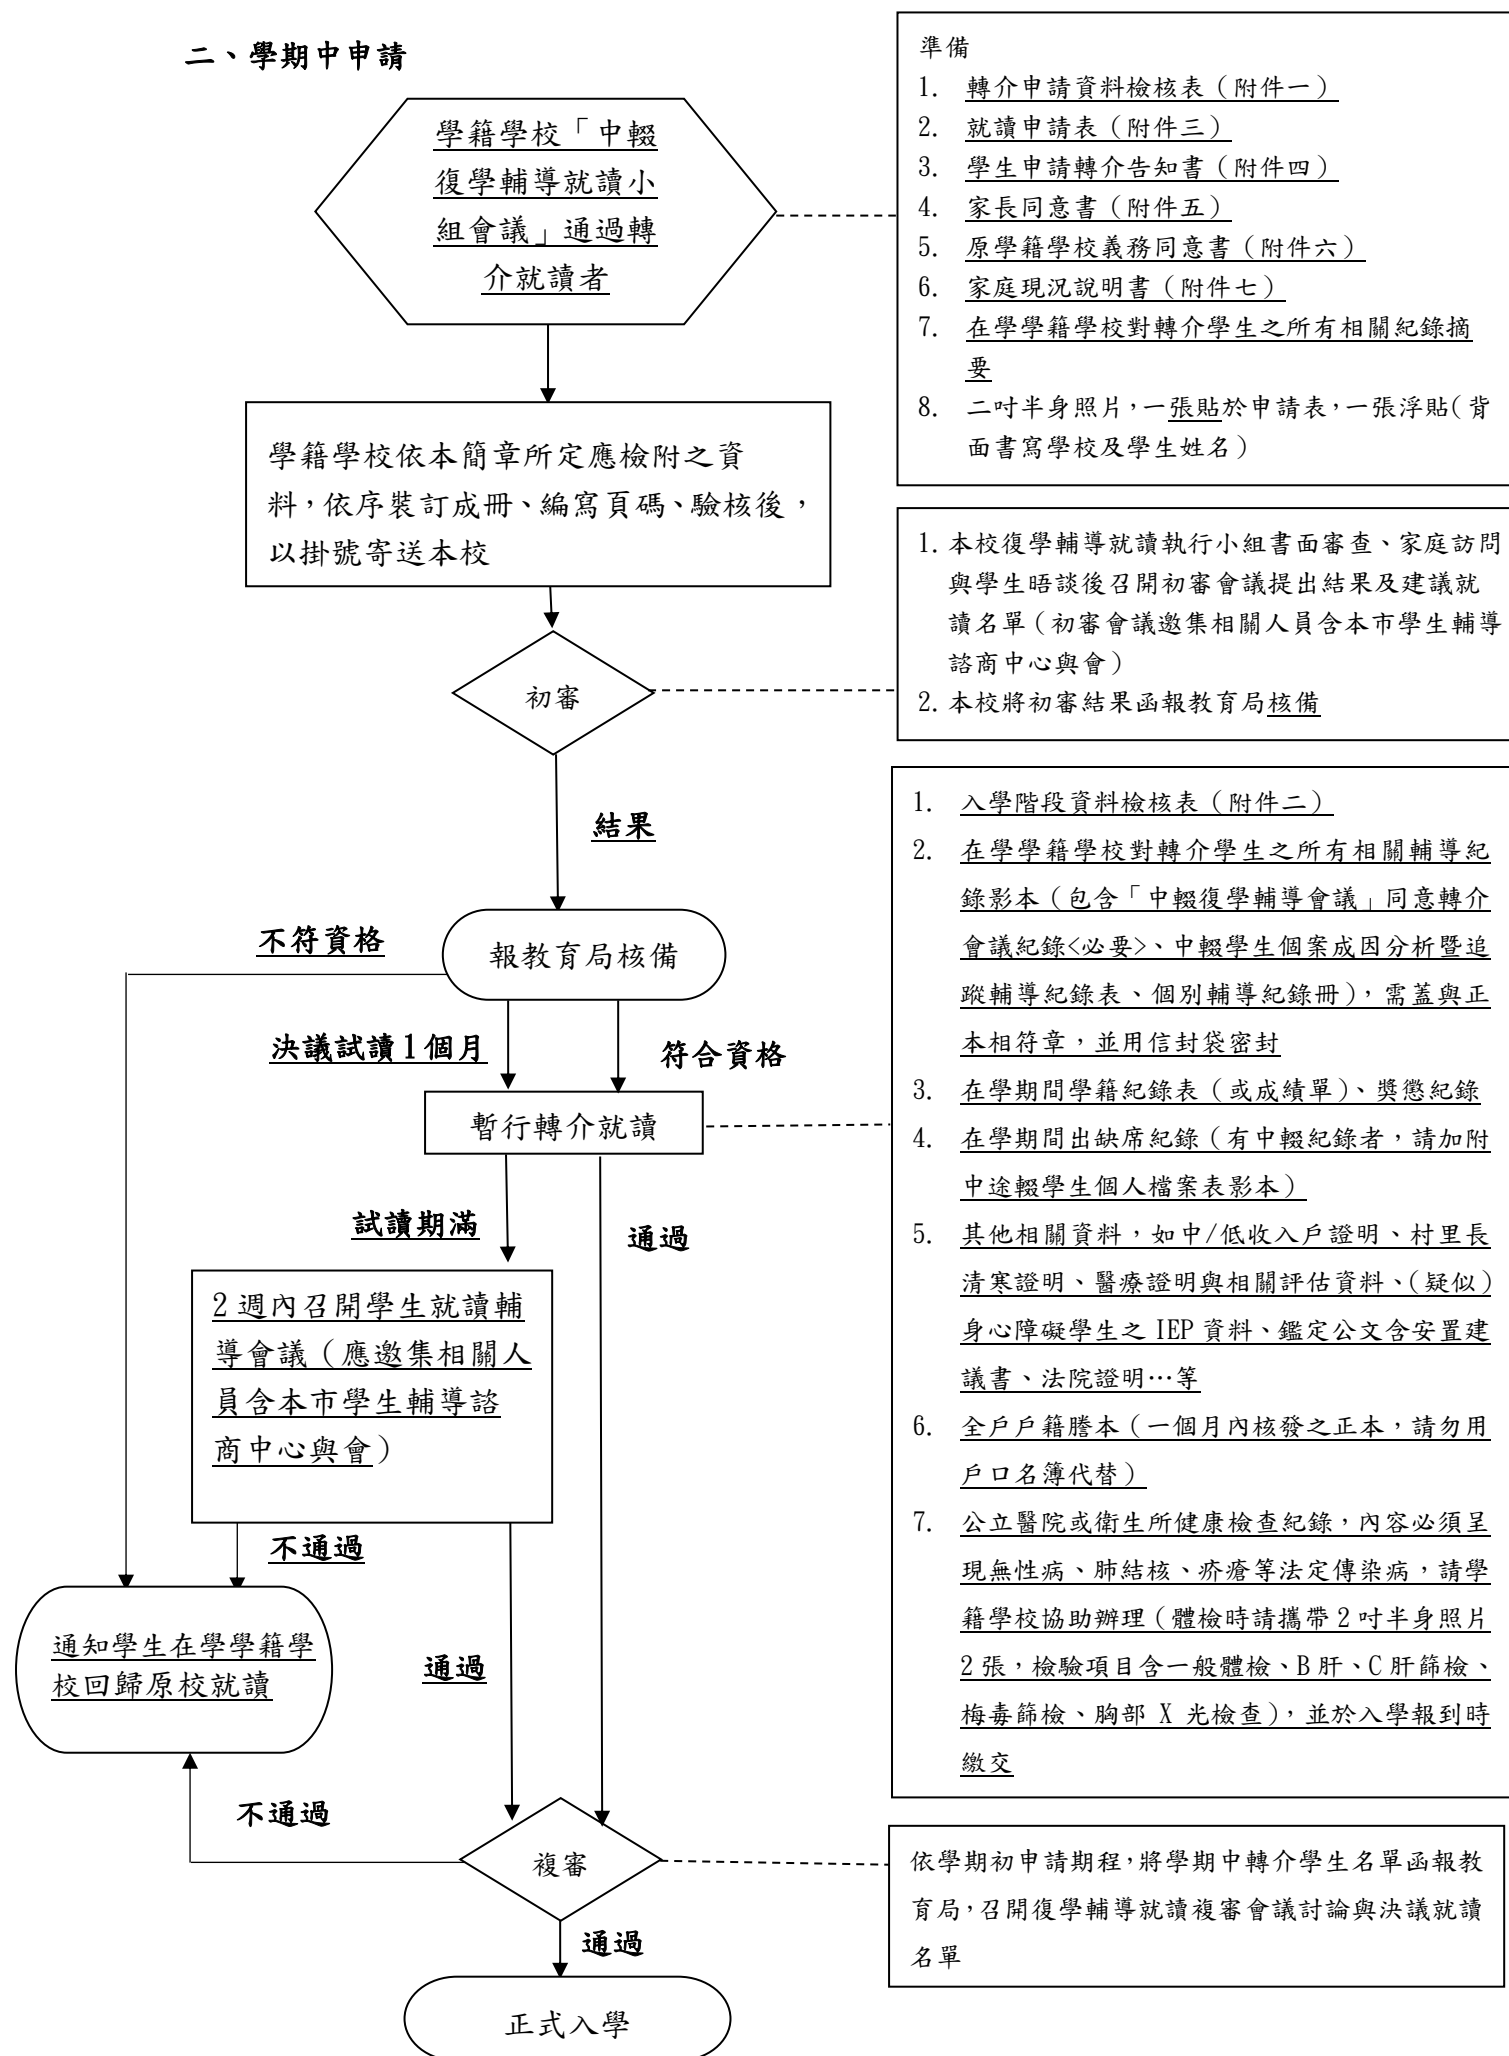 二、學期中申請
學籍學校「中輟
復學輔導就讀小
組會議」通過轉
介就讀者
準備
1. 轉介申請資料檢核表（附件一）
2. 就讀申請表（附件三）
3. 學生申請轉介告知書（附件四）
4. 家長同意書（附件五）
5. 原學籍學校義務同意書（附件六）
6. 家庭現況說明書（附件七）
7. 在學學籍學校對轉介學生之所有相關紀錄摘
要
8. 二吋半身照片，一張貼於申請表，一張浮貼（背
面書寫學校及學生姓名）
學籍學校依本簡章所定應檢附之資
料，依序裝訂成冊、編寫頁碼、驗核後，
以掛號寄送本校
1. 本校復學輔導就讀執行小組書面審查、家庭訪問
與學生晤談後召開初審會議提出結果及建議就
讀名單（初審會議邀集相關人員含本市學生輔導
諮商中心與會）
2. 本校將初審結果函報教育局核備
初審
結果
不符資格
報教育局核備
決議試讀 1 個月
符合資格
暫行轉介就讀
1. 入學階段資料檢核表（附件二）
2. 在學學籍學校對轉介學生之所有相關輔導紀
錄影本（包含「中輟復學輔導會議」同意轉介
會議紀錄<必要>、中輟學生個案成因分析暨追
蹤輔導紀錄表、個別輔導紀錄冊），需蓋與正
本相符章，並用信封袋密封
3. 在學期間學籍紀錄表（或成績單）、獎懲紀錄
4. 在學期間出缺席紀錄（有中輟紀錄者，請加附
中途輟學生個人檔案表影本）
5. 其他相關資料，如中/低收入戶證明、村里長
清寒證明、醫療證明與相關評估資料、（疑似）
身心障礙學生之 IEP 資料、鑑定公文含安置建
議書、法院證明…等
6. 全戶戶籍謄本（一個月內核發之正本，請勿用
戶口名簿代替）
7. 公立醫院或衛生所健康檢查紀錄，內容必須呈
現無性病、肺結核、疥瘡等法定傳染病，請學
籍學校協助辦理（體檢時請攜帶 2 吋半身照片
2 張，檢驗項目含一般體檢、B 肝、C 肝篩檢、
梅毒篩檢、胸部 X 光檢查），並於入學報到時
繳交
試讀期滿
通過
2 週內召開學生就讀輔
導會議（應邀集相關人
員含本市學生輔導諮
商中心與會）
不通過
通知學生在學學籍學
校回歸原校就讀
通過
不通過
複審
依學期初申請期程，將學期中轉介學生名單函報教
育局，召開復學輔導就讀複審會議討論與決議就讀
名單
通過
正式入學